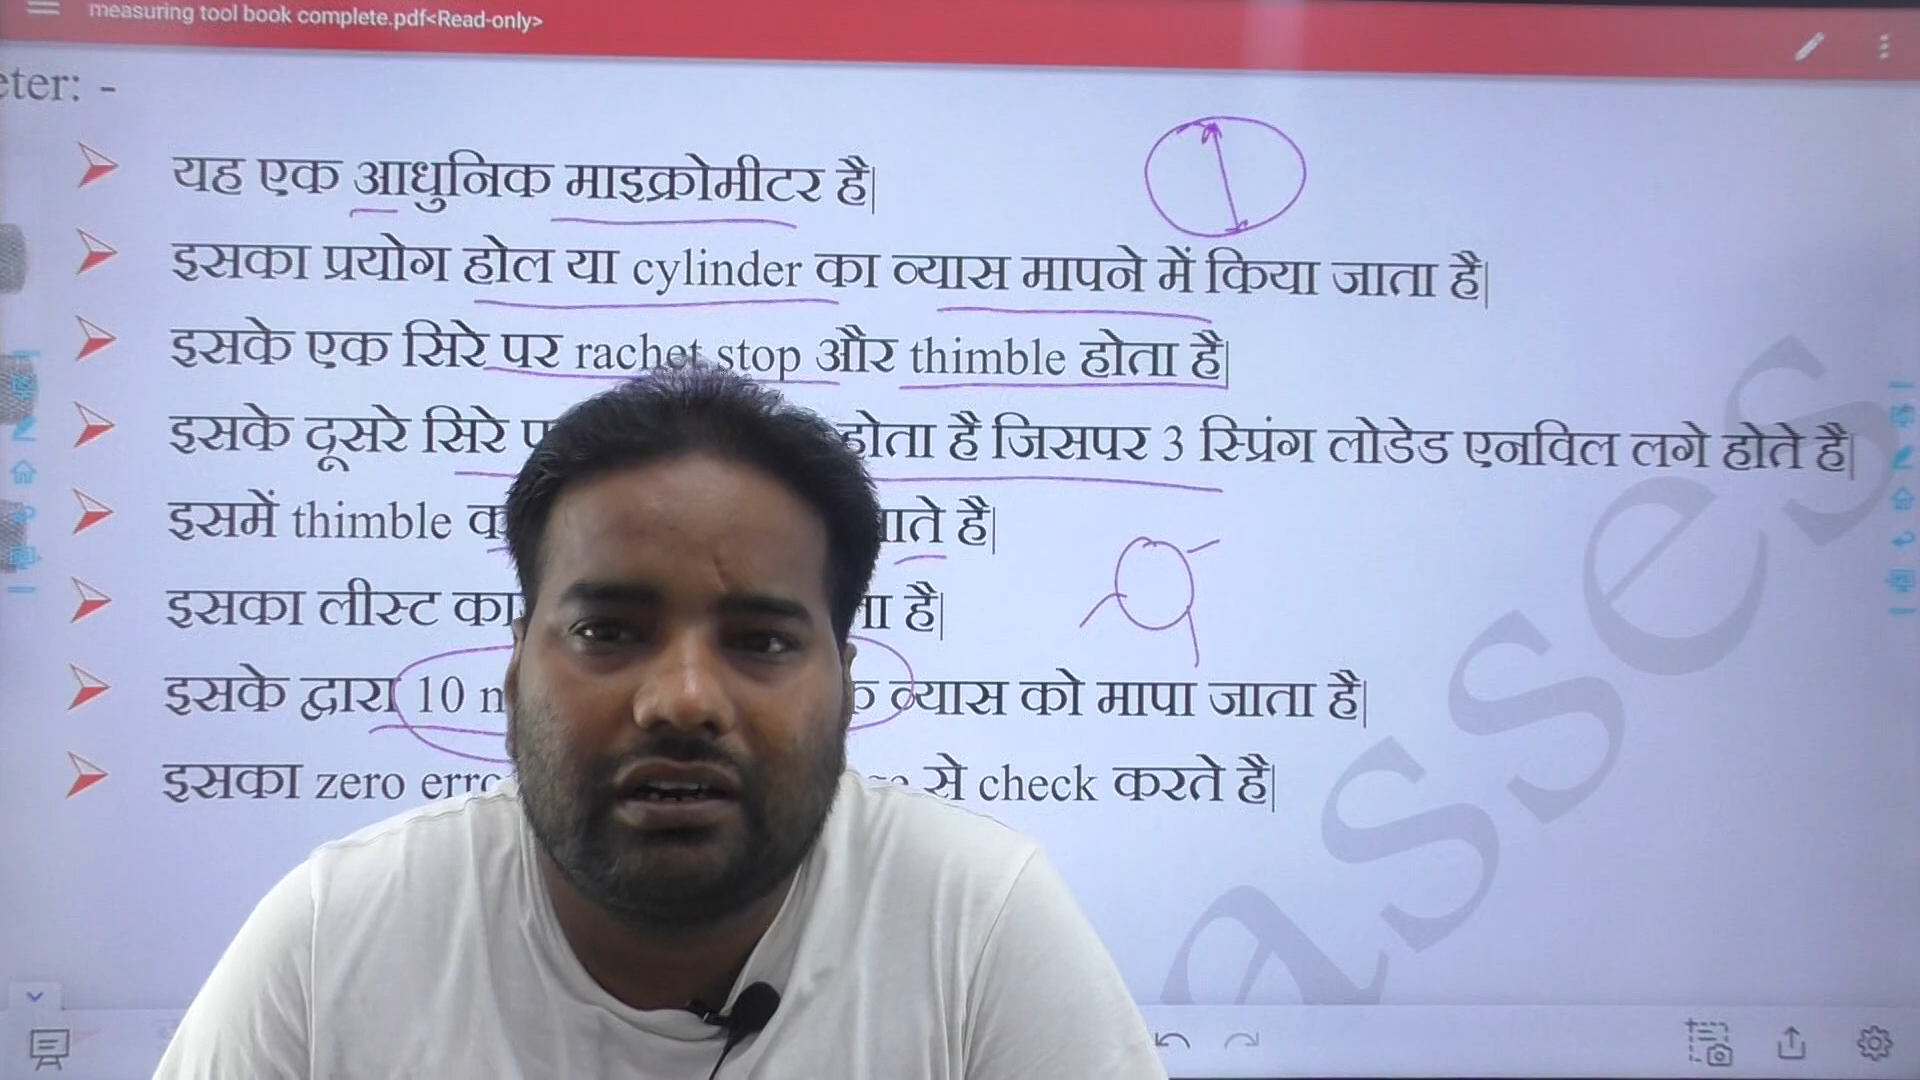 measuring tool book complete.pdf<Read-only>
eter: -
यह एक आधुनिक माइक्रोमीटर है|
इसका प्रयोग होल या cylinder का व्यास मापने में किया जाता है|
इसके एक सिरे पर rachet stop और thimble होता है|
इसके दूसरे सिरे होता है जिसपर 3 स्प्रिंग लोडेड एनविल लगे होते है|
इसमें thimble है|
इसका लीस्ट है|
इसके द्वारा 10 व्यास को मापा जाता है|
इसका zero से check करते है|
asses